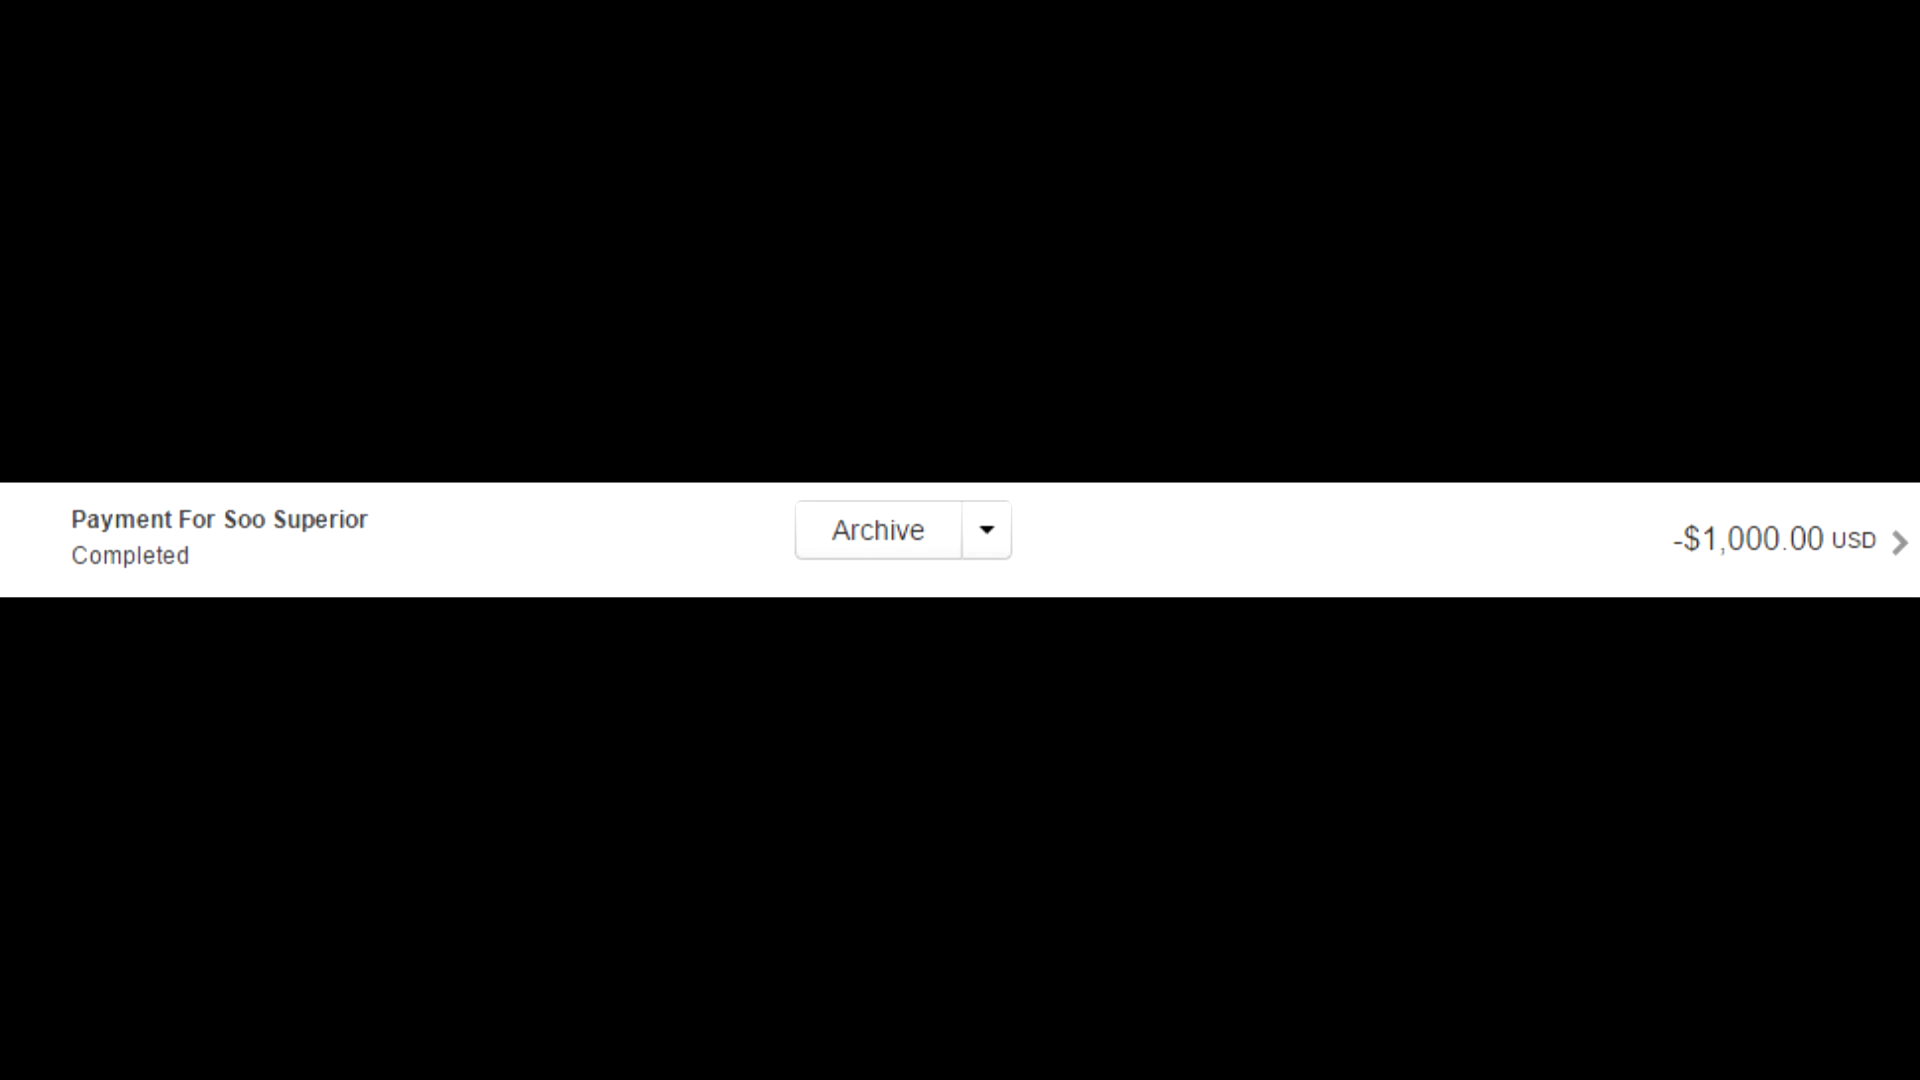 Payment For Soo Superior
Completed
Archive
-$1,000.00 USD